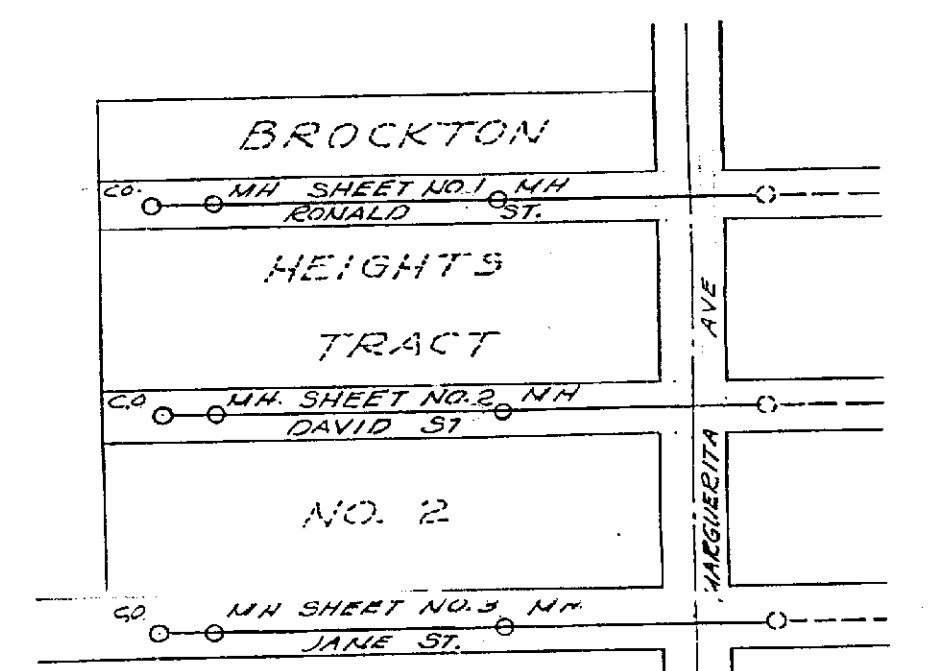 BROCKTON
CO. MH SHEET NO.1 MH
RONALD ST.
HEIGHTS
TRACT
AVE
C.O MH. SHEET NO.2 MH
DAVID ST
MARGUERITA
NO. 2
C.O. MH SHEET NO.3 MH.
JANE ST.